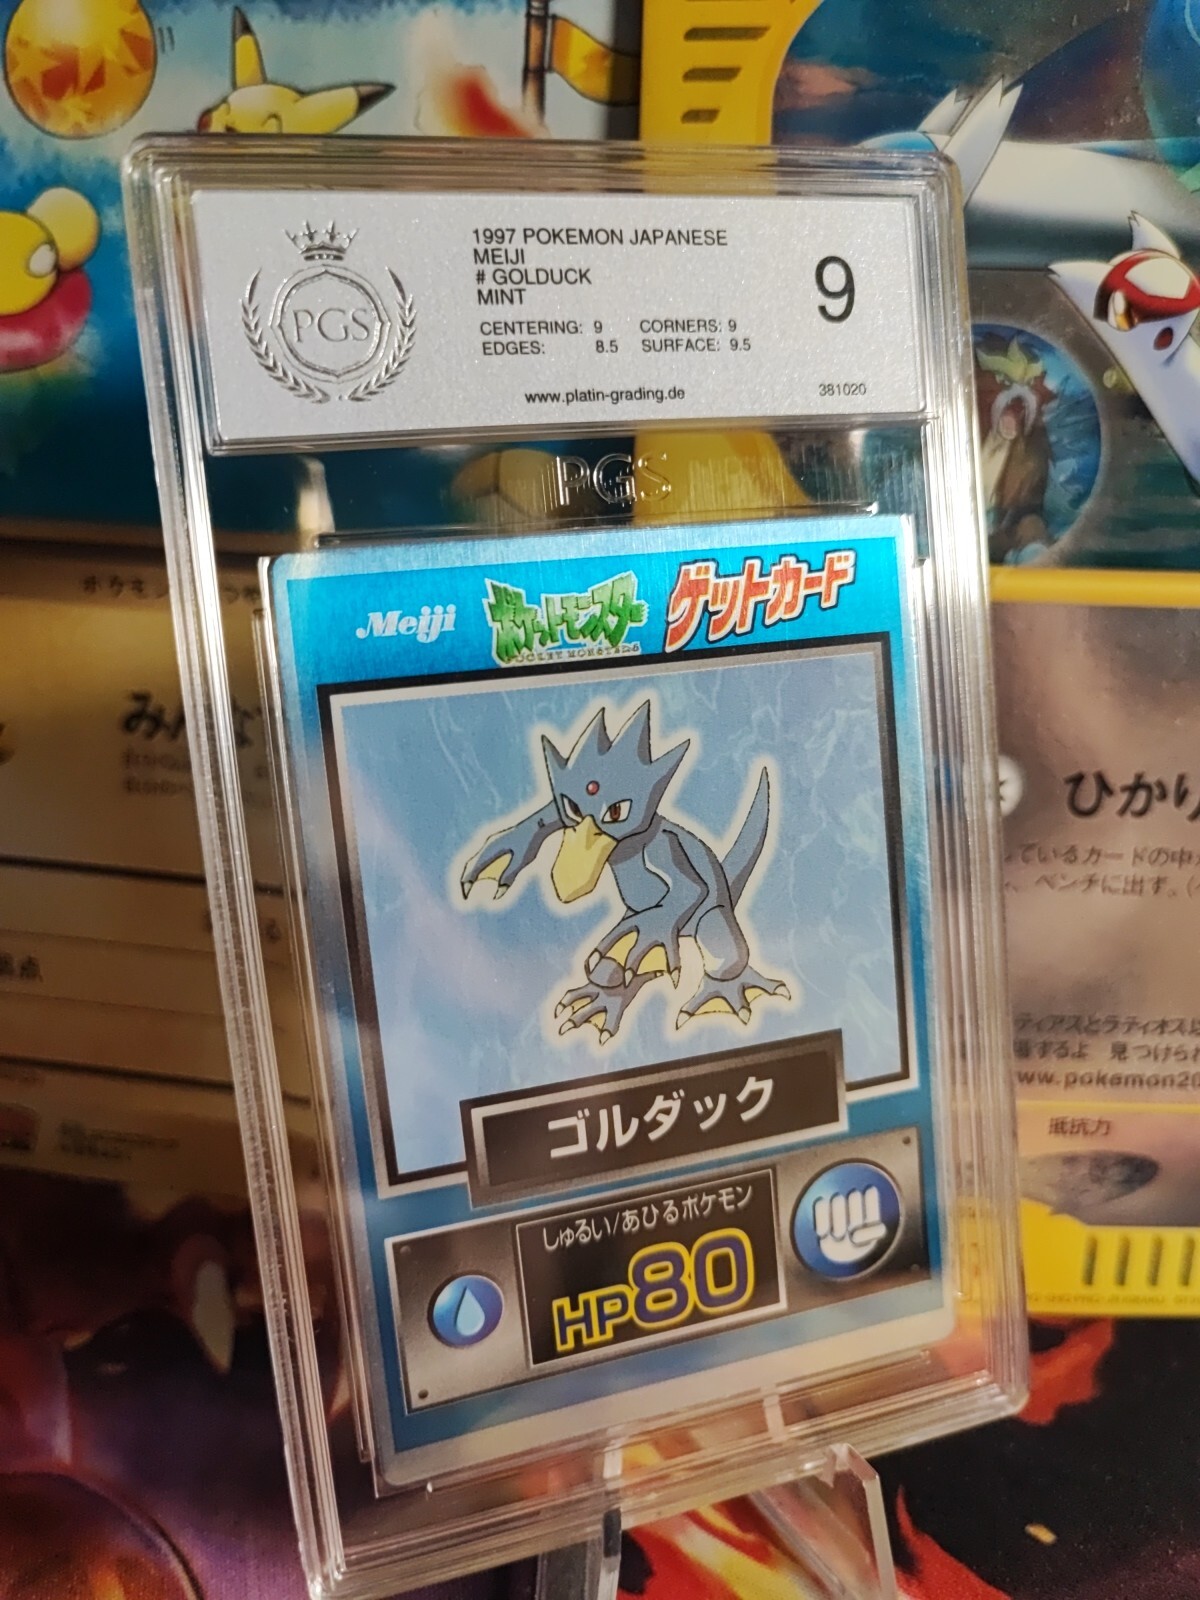 1997 POKEMON JAPANESE
MEIJI
# GOLDUCK
MINT
9
CENTERING: 9 CORNERS: 9
EDGES: 8.5 SURFACE: 9.5
PGS
www.platin-grading.de
381020
PGS
Meiji
ポケットモンスター
POCKET MONSTERS
ゲットカード
ゴルダック
しゅるい/あひるポケモン
HP80
ひかり
ているカードの中
、ベンチに出す。
ティアスとラティオス
するよ 見つけられ
ww.pokemon20
抵抗力